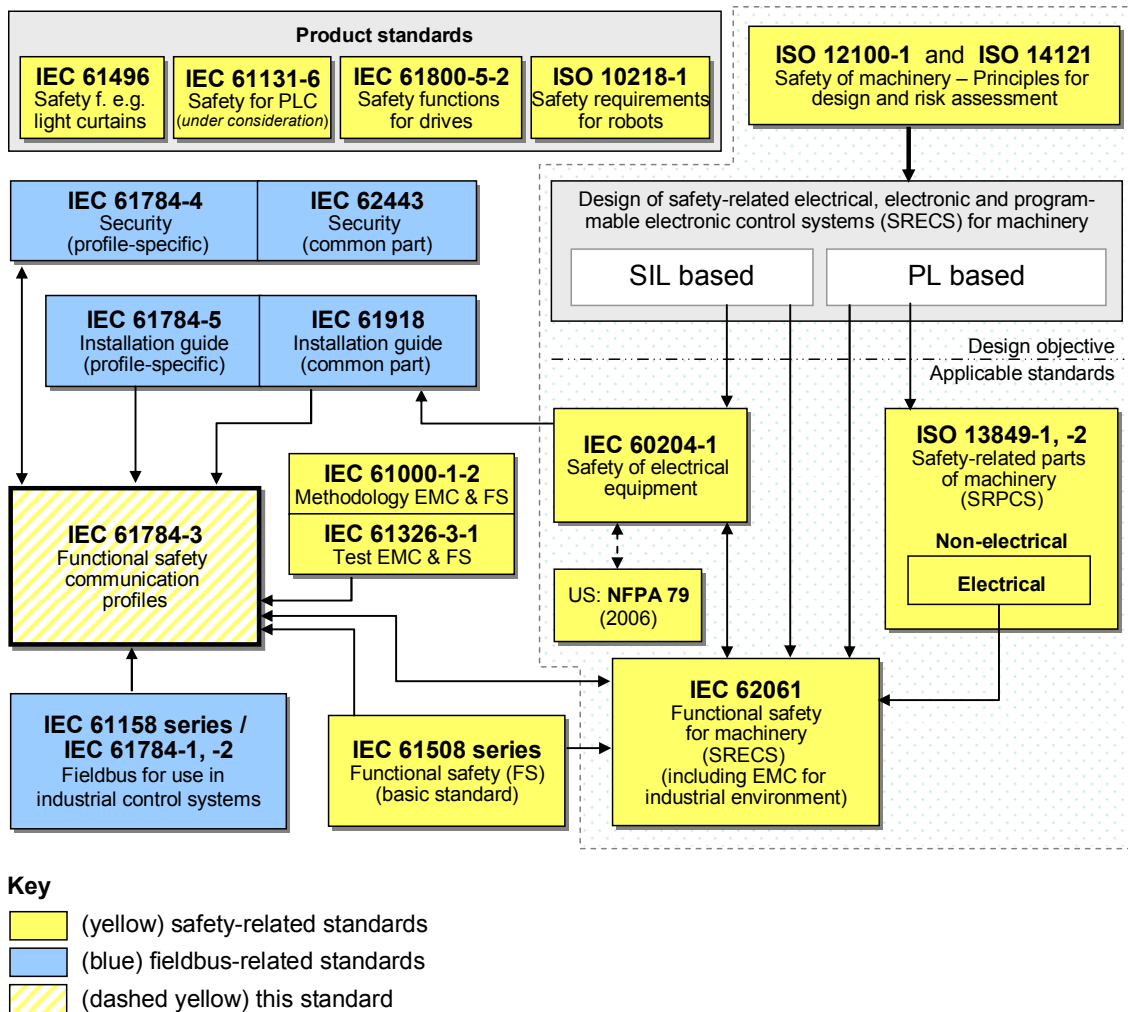 Product standards
IEC 61496
Safety f. e.g.
light curtains
IEC 61131-6
Safety for PLC
(under consideration)
IEC 61800-5-2
Safety functions
for drives
ISO 10218-1
Safety requirements
for robots
ISO 12100-1 and ISO 14121
Safety of machinery – Principles for
design and risk assessment
IEC 61784-4
Security
(profile-specific)
IEC 62443
Security
(common part)
Design of safety-related electrical, electronic and program-
mable electronic control systems (SRECS) for machinery
SIL based
PL based
IEC 61784-5
Installation guide
(profile-specific)
IEC 61918
Installation guide
(common part)
Design objective
Applicable standards
IEC 60204-1
Safety of electrical
equipment
ISO 13849-1, -2
Safety-related parts
of machinery
(SRPCS)
Non-electrical
Electrical
IEC 61000-1-2
Methodology EMC & FS
IEC 61326-3-1
Test EMC & FS
IEC 61784-3
Functional safety
communication
profiles
US: NFPA 79
(2006)
IEC 62061
Functional safety
for machinery
(SRECS)
(including EMC for
industrial environment)
IEC 61158 series /
IEC 61784-1, -2
Fieldbus for use in
industrial control systems
IEC 61508 series
Functional safety (FS)
(basic standard)
Key
(yellow) safety-related standards
(blue) fieldbus-related standards
(dashed yellow) this standard